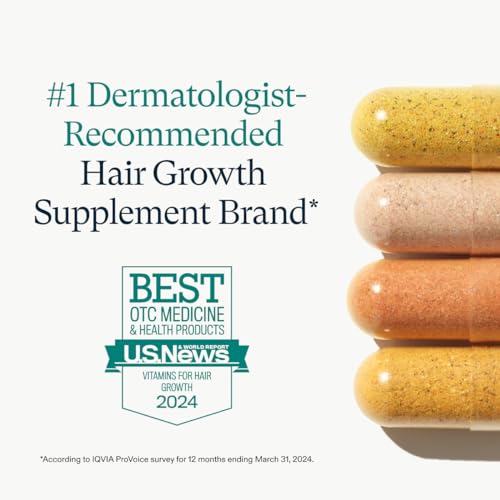 #1 Dermatologist-
Recommended
Hair Growth
Supplement Brand*
BEST
OTC MEDICINE
& HEALTH PRODUCTS
U.S.News
& WORLD REPORT
VITAMINS FOR HAIR
GROWTH
2024
*According to IQVIA ProVoice survey for 12 months ending March 31, 2024.